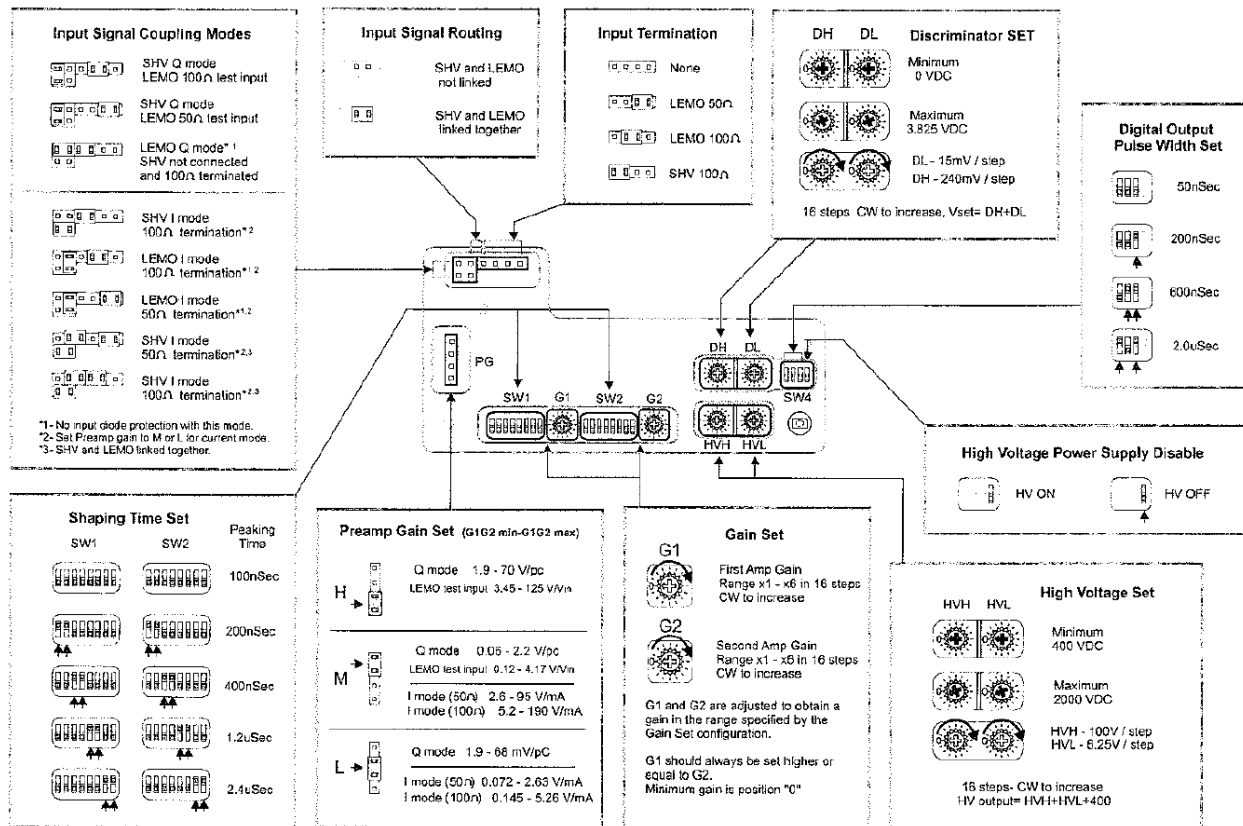 Input Signal Coupling Modes
SHV Q mode
LEMO 100Ω test input
SHV Q mode
LEMO 50Ω test input
LEMO Q mode*1
SHV not connected
and 100Ω terminated
SHV I mode
100Ω termination*2
LEMO I mode
100Ω termination*1,2
LEMO I mode
50Ω termination*1,2
SHV I mode
50Ω termination*2,3
SHV I mode
100Ω termination*2,3
*1- No input diode protection with this mode.
*2- Set Preamp gain to M or L for current mode.
*3- SHV and LEMO linked together.
Input Signal Routing
SHV and LEMO
not linked
SHV and LEMO
linked together
Input Termination
None
LEMO 50Ω
LEMO 100Ω
SHV 100Ω
DH DL
Discriminator SET
Minimum
0 VDC
Maximum
3.825 VDC
DL - 15mV / step
DH - 240mV / step
16 steps CW to increase, Vset= DH+DL
Digital Output
Pulse Width Set
50nSec
200nSec
600nSec
2.0uSec
PG
SW1 G1 SW2 G2
DH DL
SW4
HVH HVL
High Voltage Power Supply Disable
HV ON
HV OFF
Shaping Time Set
SW1 SW2
Peaking
Time
100nSec
200nSec
400nSec
1.2uSec
2.4uSec
Preamp Gain Set (G1G2 min-G1G2 max)
H
Q mode 1.9 - 70 V/pc
LEMO test input 3.45 - 125 V/Vin
M
Q mode 0.06 - 2.2 V/pc
LEMO test input 0.12 - 4.17 V/Vin
I mode (50Ω) 2.6 - 95 V/mA
I mode (100Ω) 5.2 - 190 V/mA
L
Q mode 1.9 - 68 mV/pC
I mode (50Ω) 0.072 - 2.63 V/mA
I mode (100Ω) 0.145 - 5.26 V/mA
Gain Set
G1
First Amp Gain
Range x1 - x6 in 16 steps
CW to increase
G2
Second Amp Gain
Range x1 - x6 in 16 steps
CW to increase
G1 and G2 are adjusted to obtain a
gain in the range specified by the
Gain Set configuration.
G1 should always be set higher or
equal to G2.
Minimum gain is position "0"
HVH HVL
High Voltage Set
Minimum
400 VDC
Maximum
2000 VDC
HVH - 100V / step
HVL - 6.25V / step
16 steps- CW to increase
HV output= HVH+HVL+400